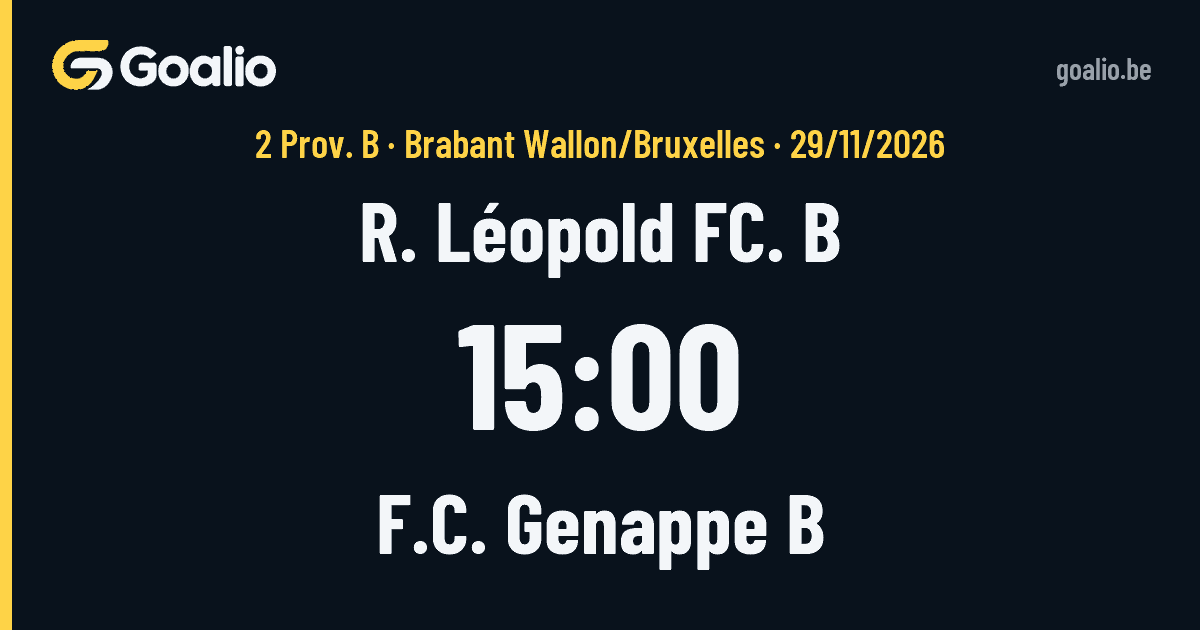 Goalio
goalio.be
2 Prov. B · Brabant Wallon/Bruxelles · 29/11/2026
R. Léopold FC. B
15:00
F.C. Genappe B